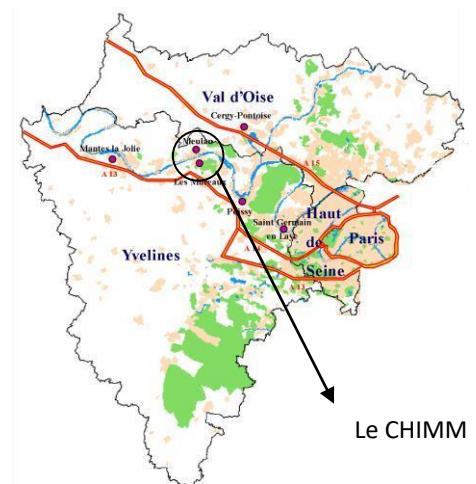 Val d'Oise
Cergy-Pontoise
Meulan
Mantes la Jolie
A 13
Les Mureaux
A 15
Poissy
Saint Germain
en Laye
Haut
de
Seine
Paris
Yvelines
A 13
Le CHIMM